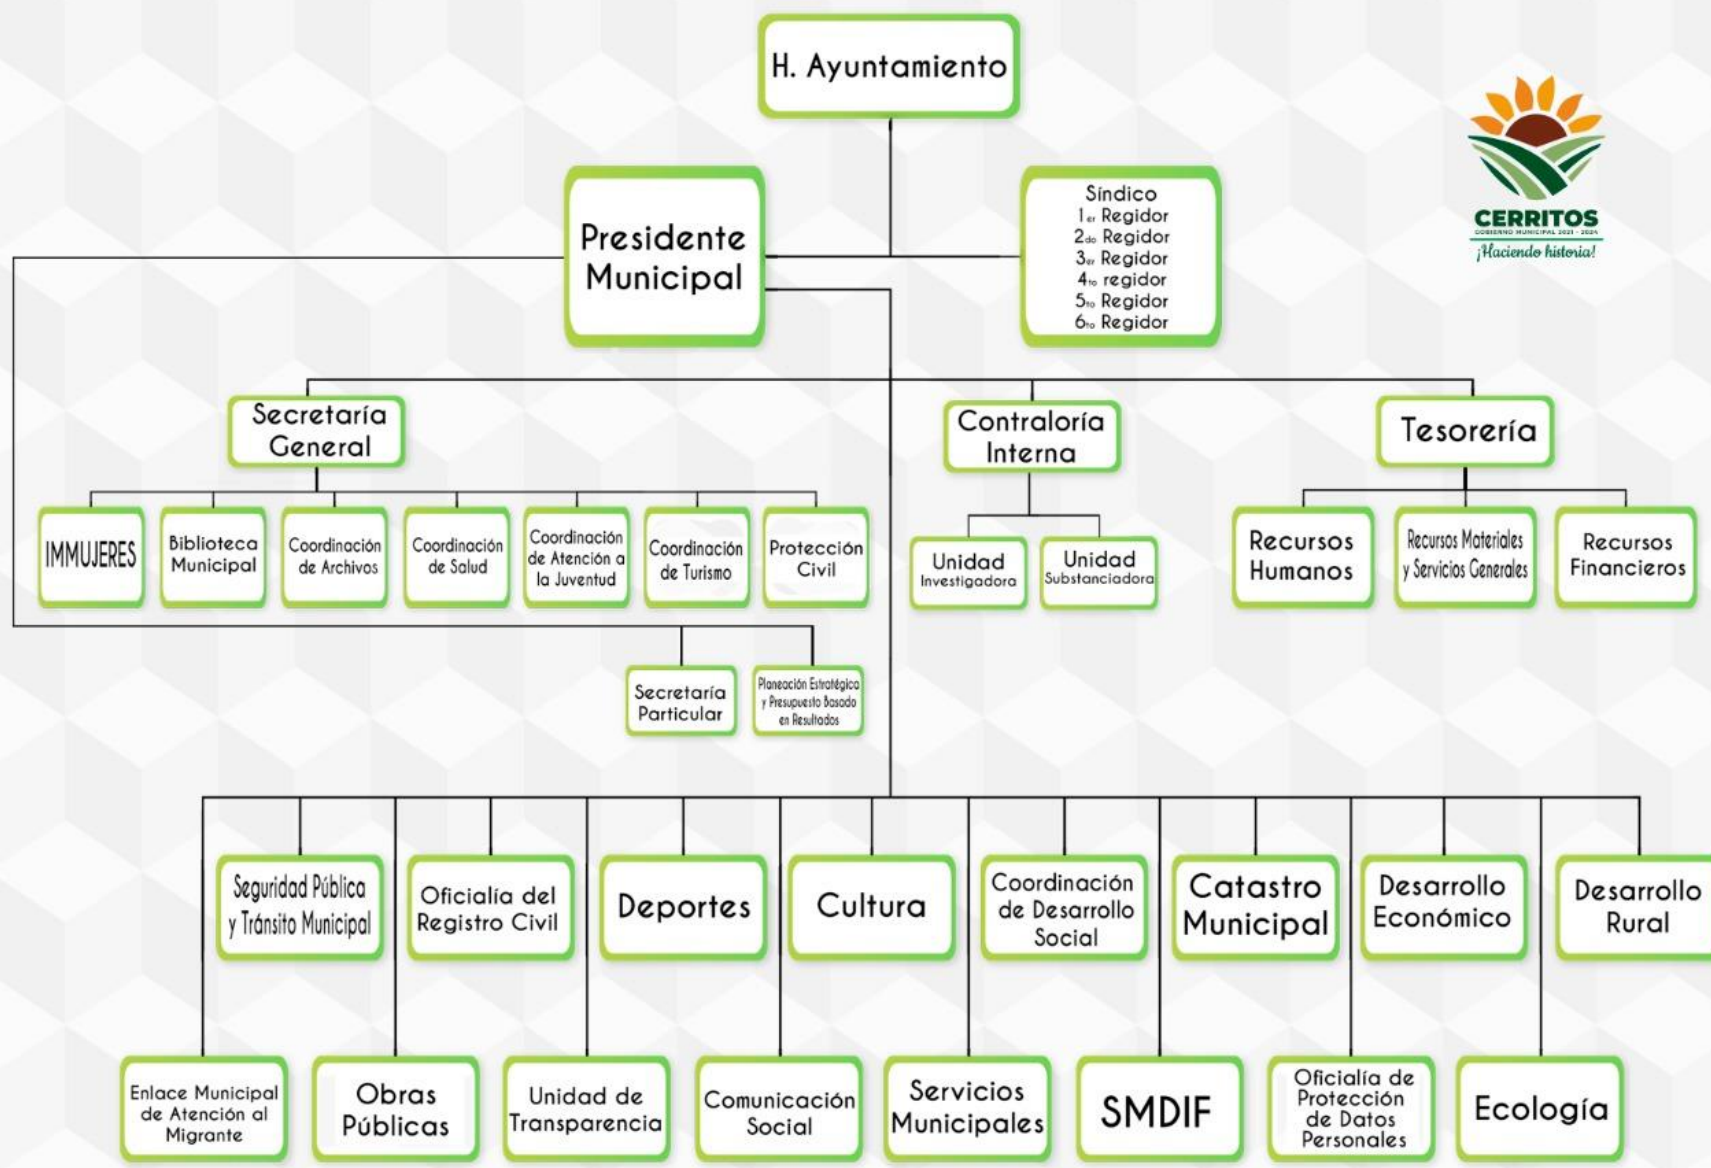 H. Ayuntamiento
CERRITOS
GOBIERNO MUNICIPAL 2021 - 2024
¡Haciendo historia!
Presidente
Municipal
Síndico
1er Regidor
2do Regidor
3er Regidor
4to regidor
5to Regidor
6to Regidor
Secretaría
General
Contraloría
Interna
Tesorería
IMMUJERES
Biblioteca
Municipal
Coordinación
de Archivos
Coordinación
de Salud
Coordinación
de Atención a
la Juventud
Coordinación
de Turismo
Protección
Civil
Unidad
Investigadora
Unidad
Substanciadora
Recursos
Humanos
Recursos Materiales
y Servicios Generales
Recursos
Financieros
Secretaría
Particular
Planeación Estratégica
y Presupuesto Basado
en Resultados
Seguridad Pública
y Tránsito Municipal
Oficialía del
Registro Civil
Deportes
Cultura
Coordinación
de Desarrollo
Social
Catastro
Municipal
Desarrollo
Económico
Desarrollo
Rural
Enlace Municipal
de Atención al
Migrante
Obras
Públicas
Unidad de
Transparencia
Comunicación
Social
Servicios
Municipales
SMDIF
Oficialía de
Protección
de Datos
Personales
Ecología